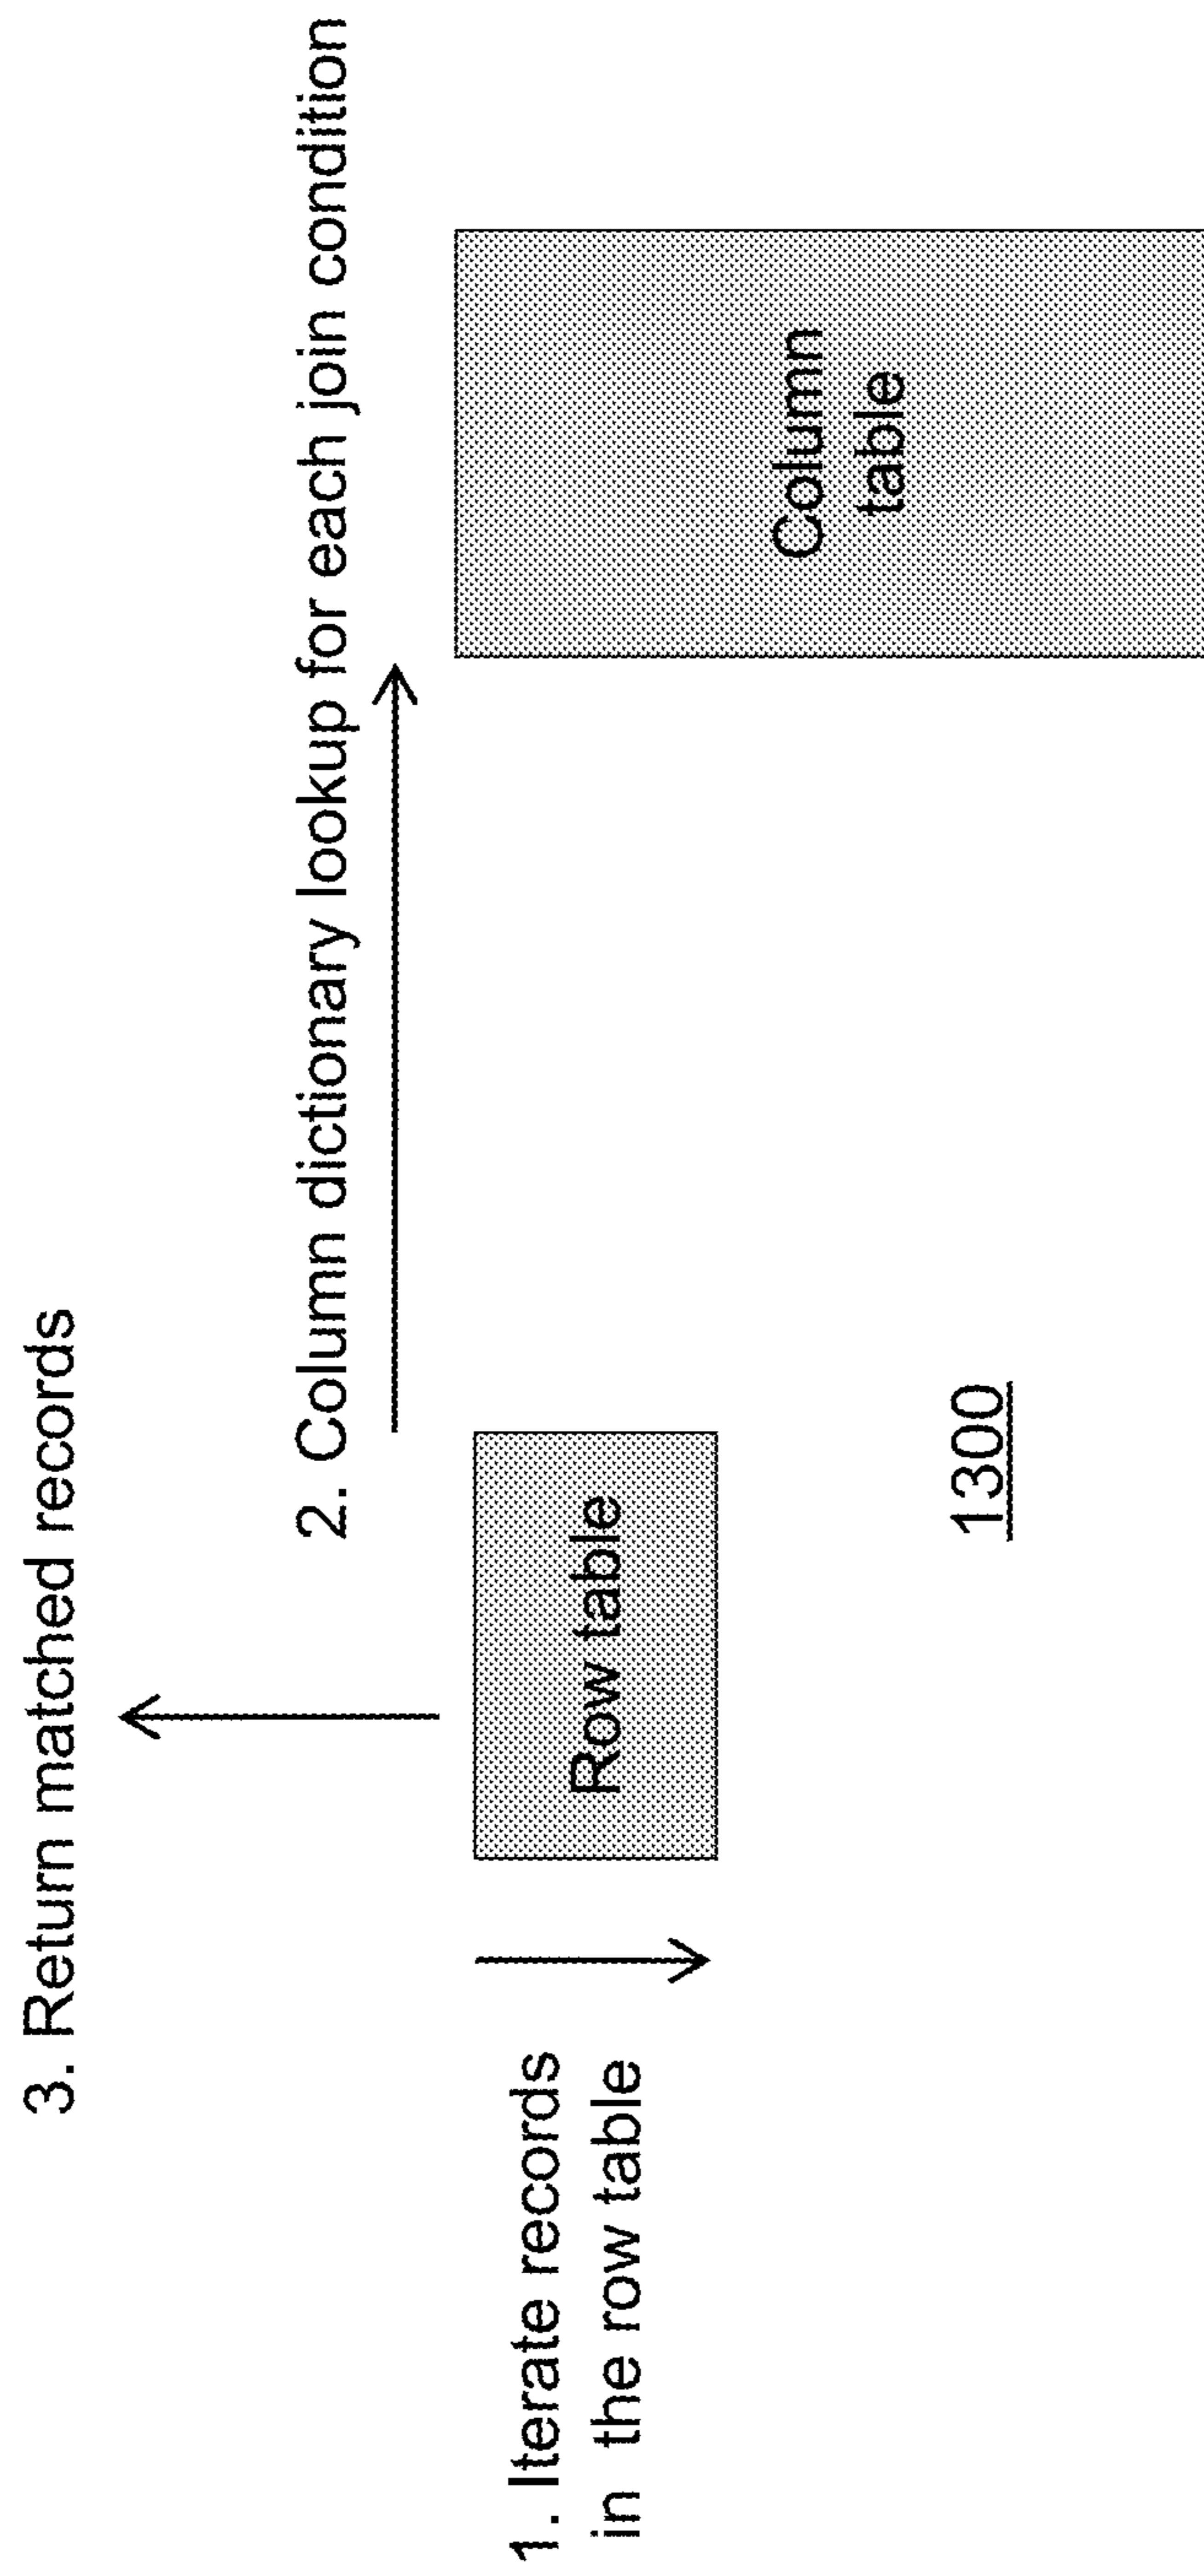 3. Return matched records
2. Column dictionary lookup for each join condition
1. Iterate records
in the row table
Row table
Column
table
1300